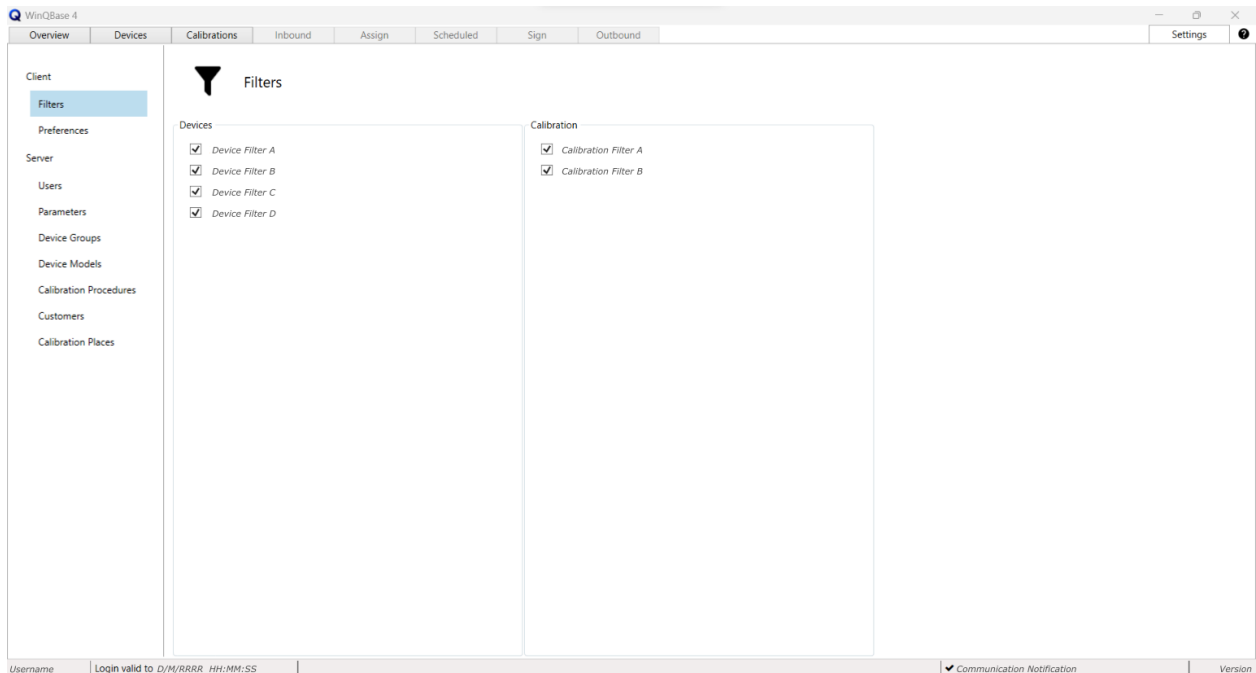 WinQBase 4
Overview Devices Calibrations Inbound Assign Scheduled Sign Outbound Settings ?
Client
Filters
Preferences
Server
Users
Parameters
Device Groups
Device Models
Calibration Procedures
Customers
Calibration Places
Filters
Devices
Device Filter A
Device Filter B
Device Filter C
Device Filter D
Calibration
Calibration Filter A
Calibration Filter B
Username Login valid to D/M/RRRR HH:MM:SS Communication Notification Version